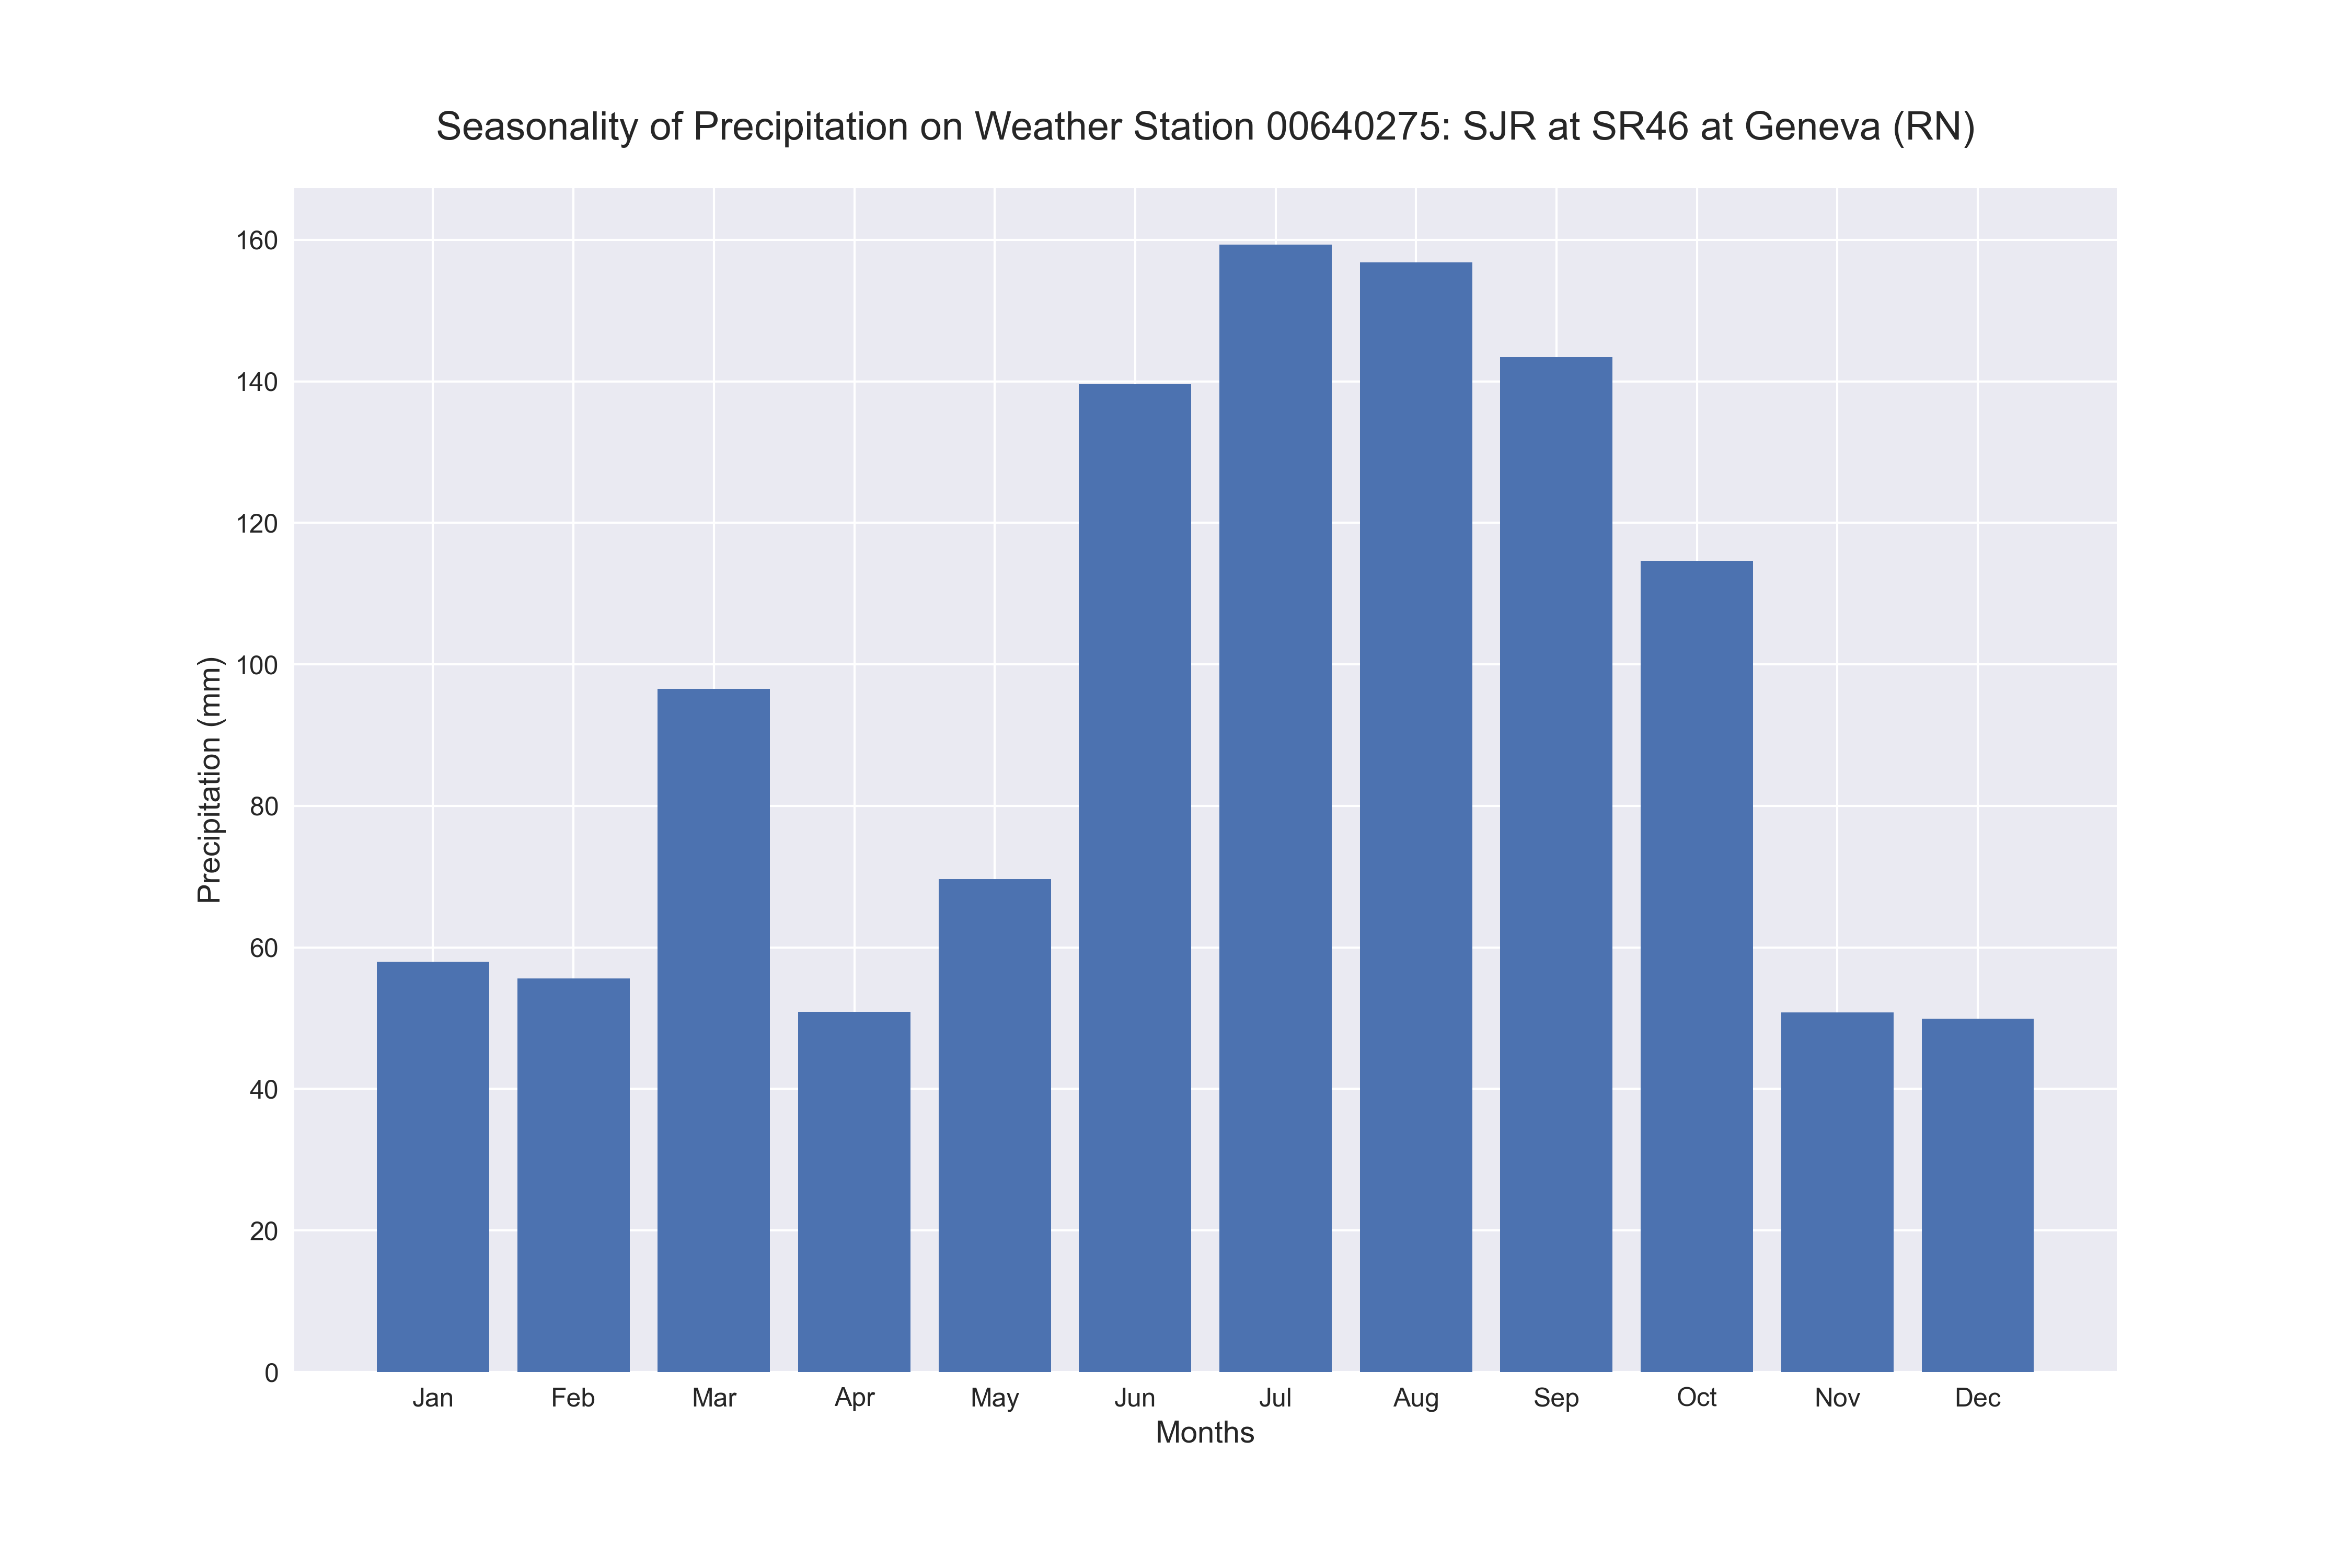 Seasonality of Precipitation on Weather Station 00640275: SJR at SR46 at Geneva (RN)
Precipitation (mm)
160
140
120
100
80
60
40
20
0
Jan Feb Mar Apr May Jun Jul Aug Sep Oct Nov Dec
Months